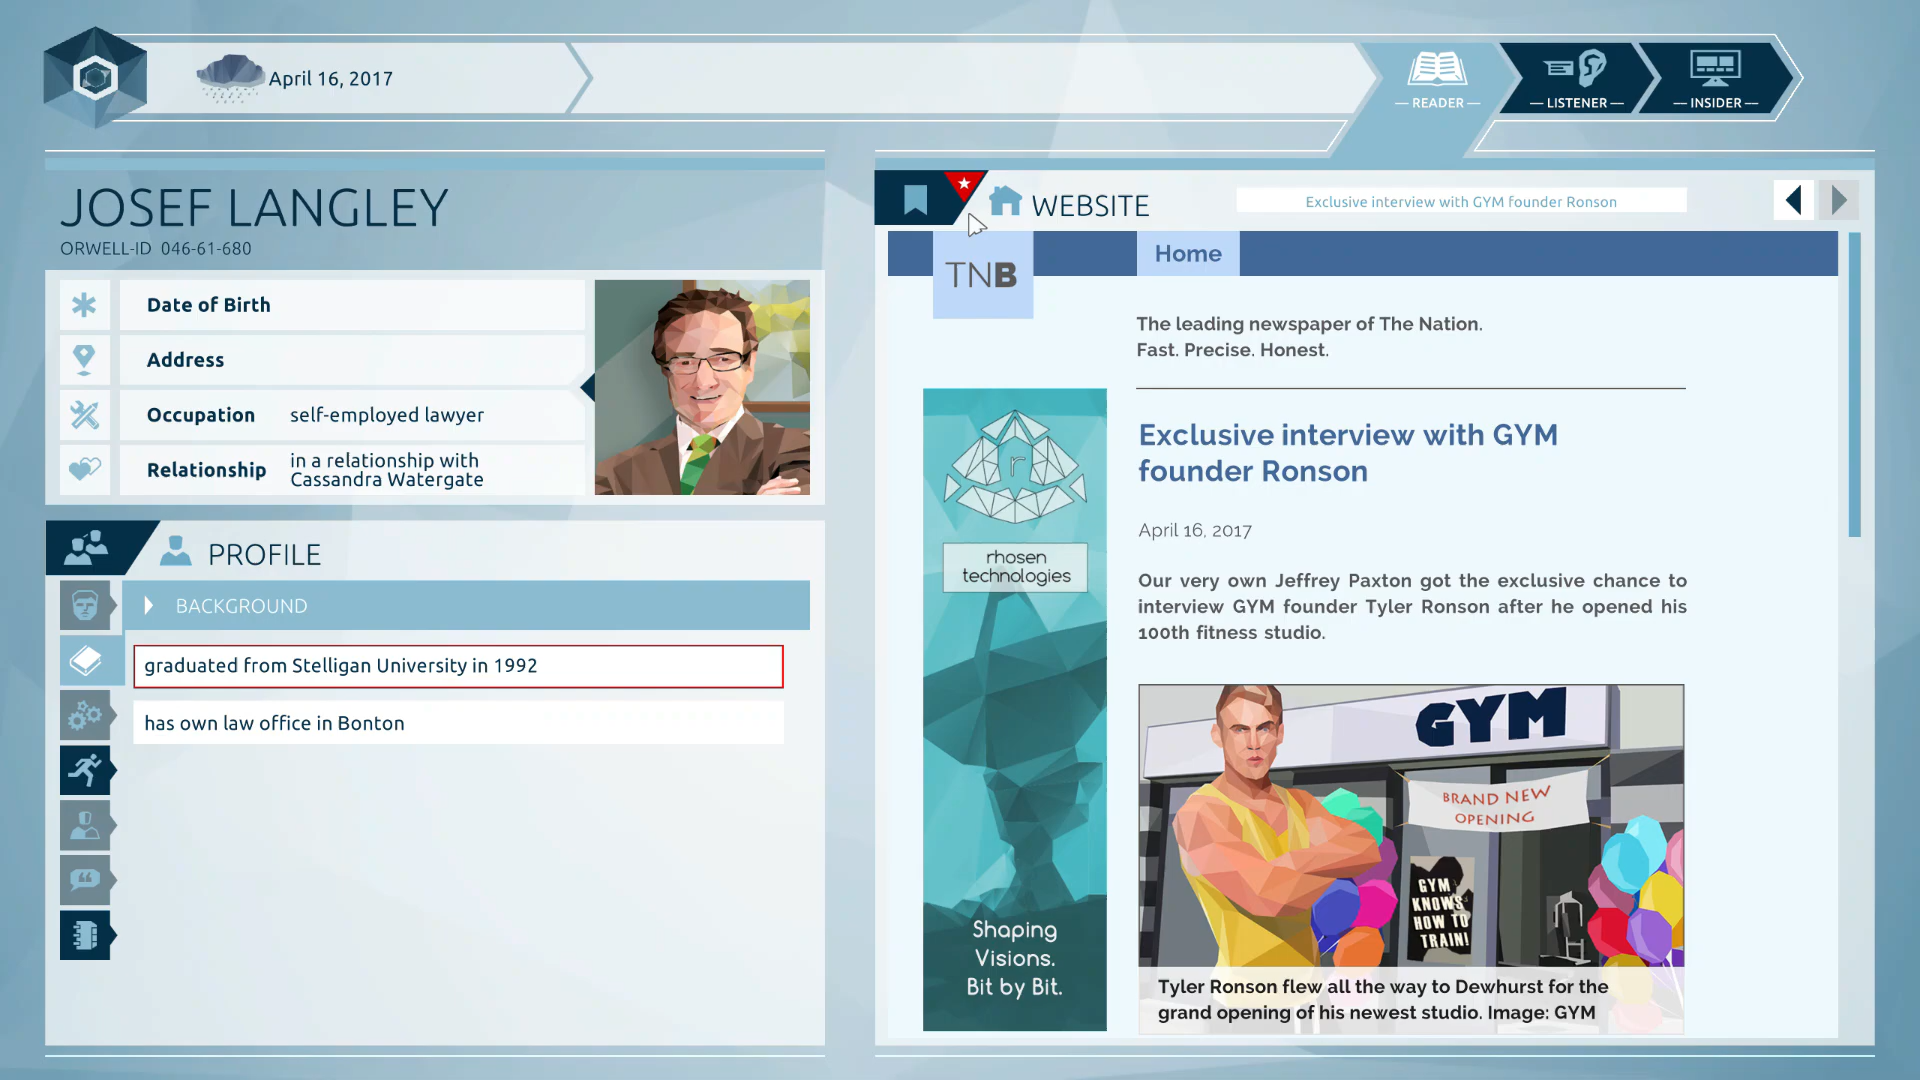 April 16, 2017
— READER —
— LISTENER —
— INSIDER —
JOSEF LANGLEY
ORWELL-ID 046-61-680
Date of Birth
Address
Occupation self-employed lawyer
Relationship in a relationship with
Cassandra Watergate
PROFILE
BACKGROUND
graduated from Stelligan University in 1992
has own law office in Bonton
WEBSITE
Exclusive interview with GYM founder Ronson
TNB
Home
The leading newspaper of The Nation.
Fast. Precise. Honest.
r
rhosen
technologies
Shaping
Visions.
Bit by Bit.
Exclusive interview with GYM
founder Ronson
April 16, 2017
Our very own Jeffrey Paxton got the exclusive chance to
interview GYM founder Tyler Ronson after he opened his
100th fitness studio.
GYM
BRAND NEW
OPENING
GYM
KNOWS
HOW TO
TRAIN!
Tyler Ronson flew all the way to Dewhurst for the
grand opening of his newest studio. Image: GYM